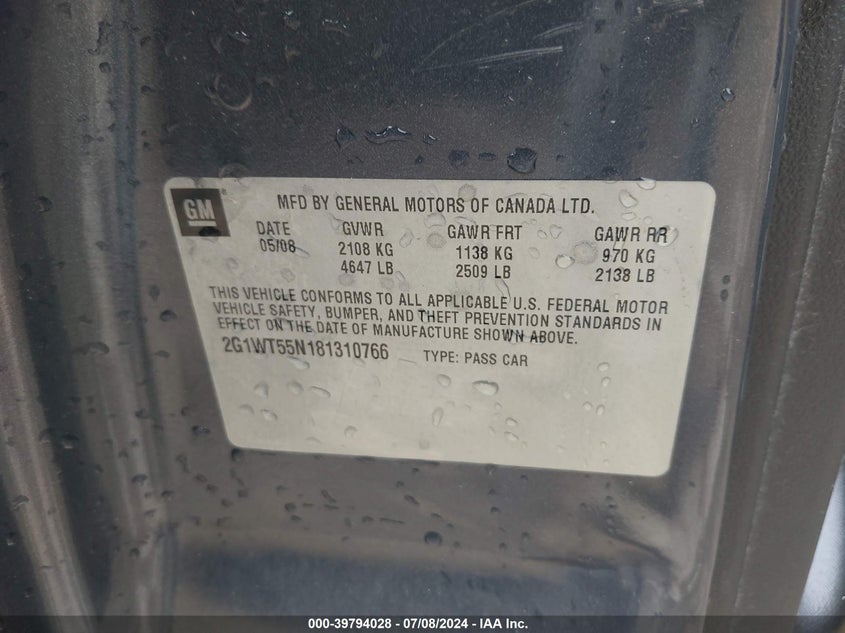 GM
MFD BY GENERAL MOTORS OF CANADA LTD.
DATE GVWR GAWR FRT GAWR RR
05/08 2108 KG 1138 KG 970 KG
4647 LB 2509 LB 2138 LB
THIS VEHICLE CONFORMS TO ALL APPLICABLE U.S. FEDERAL MOTOR
VEHICLE SAFETY, BUMPER, AND THEFT PREVENTION STANDARDS IN
EFFECT ON THE DATE OF MANUFACTURE SHOWN ABOVE.
2G1WT55N181310766 TYPE: PASS CAR
000-39794028 - 07/08/2024 - IAA Inc.